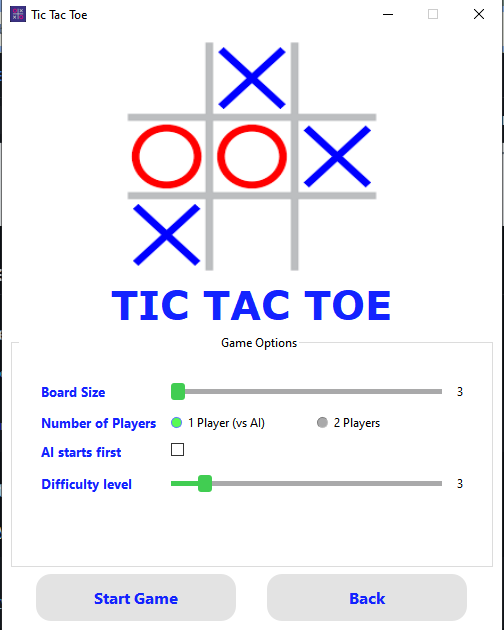 Tic Tac Toe
TIC TAC TOE
Game Options
Board Size 3
Number of Players 1 Player (vs AI) 2 Players
AI starts first
Difficulty level 3
Start Game Back